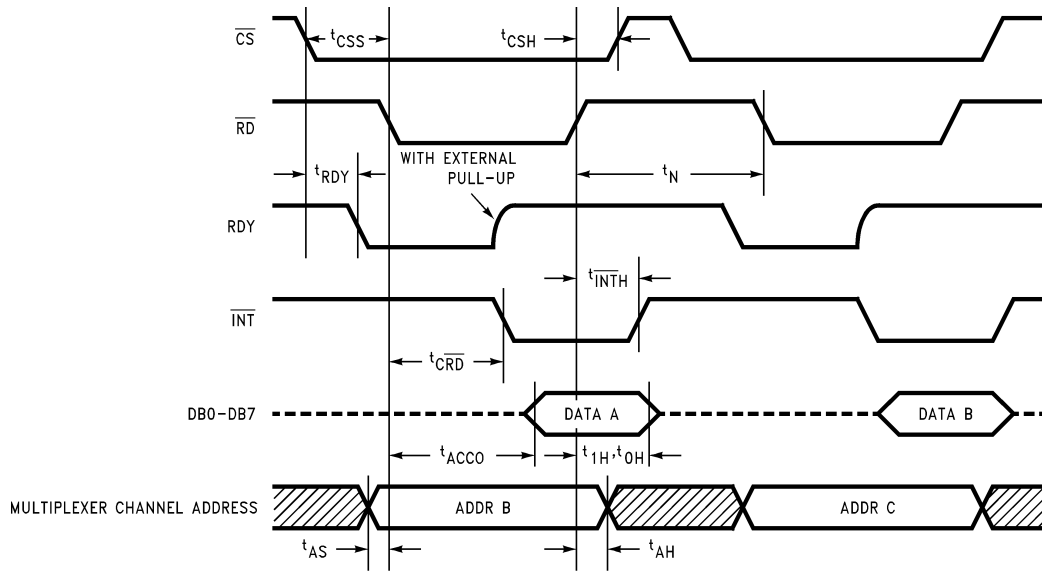 CS tCSS tCSH
RD
WITH EXTERNAL
PULL-UP
tRDY tN
RDY
tINTH
INT
tCRD
DB0-DB7 DATA A DATA B
tACC0 t1H,t0H
MULTIPLEXER CHANNEL ADDRESS ADDR B ADDR C
tAS tAH